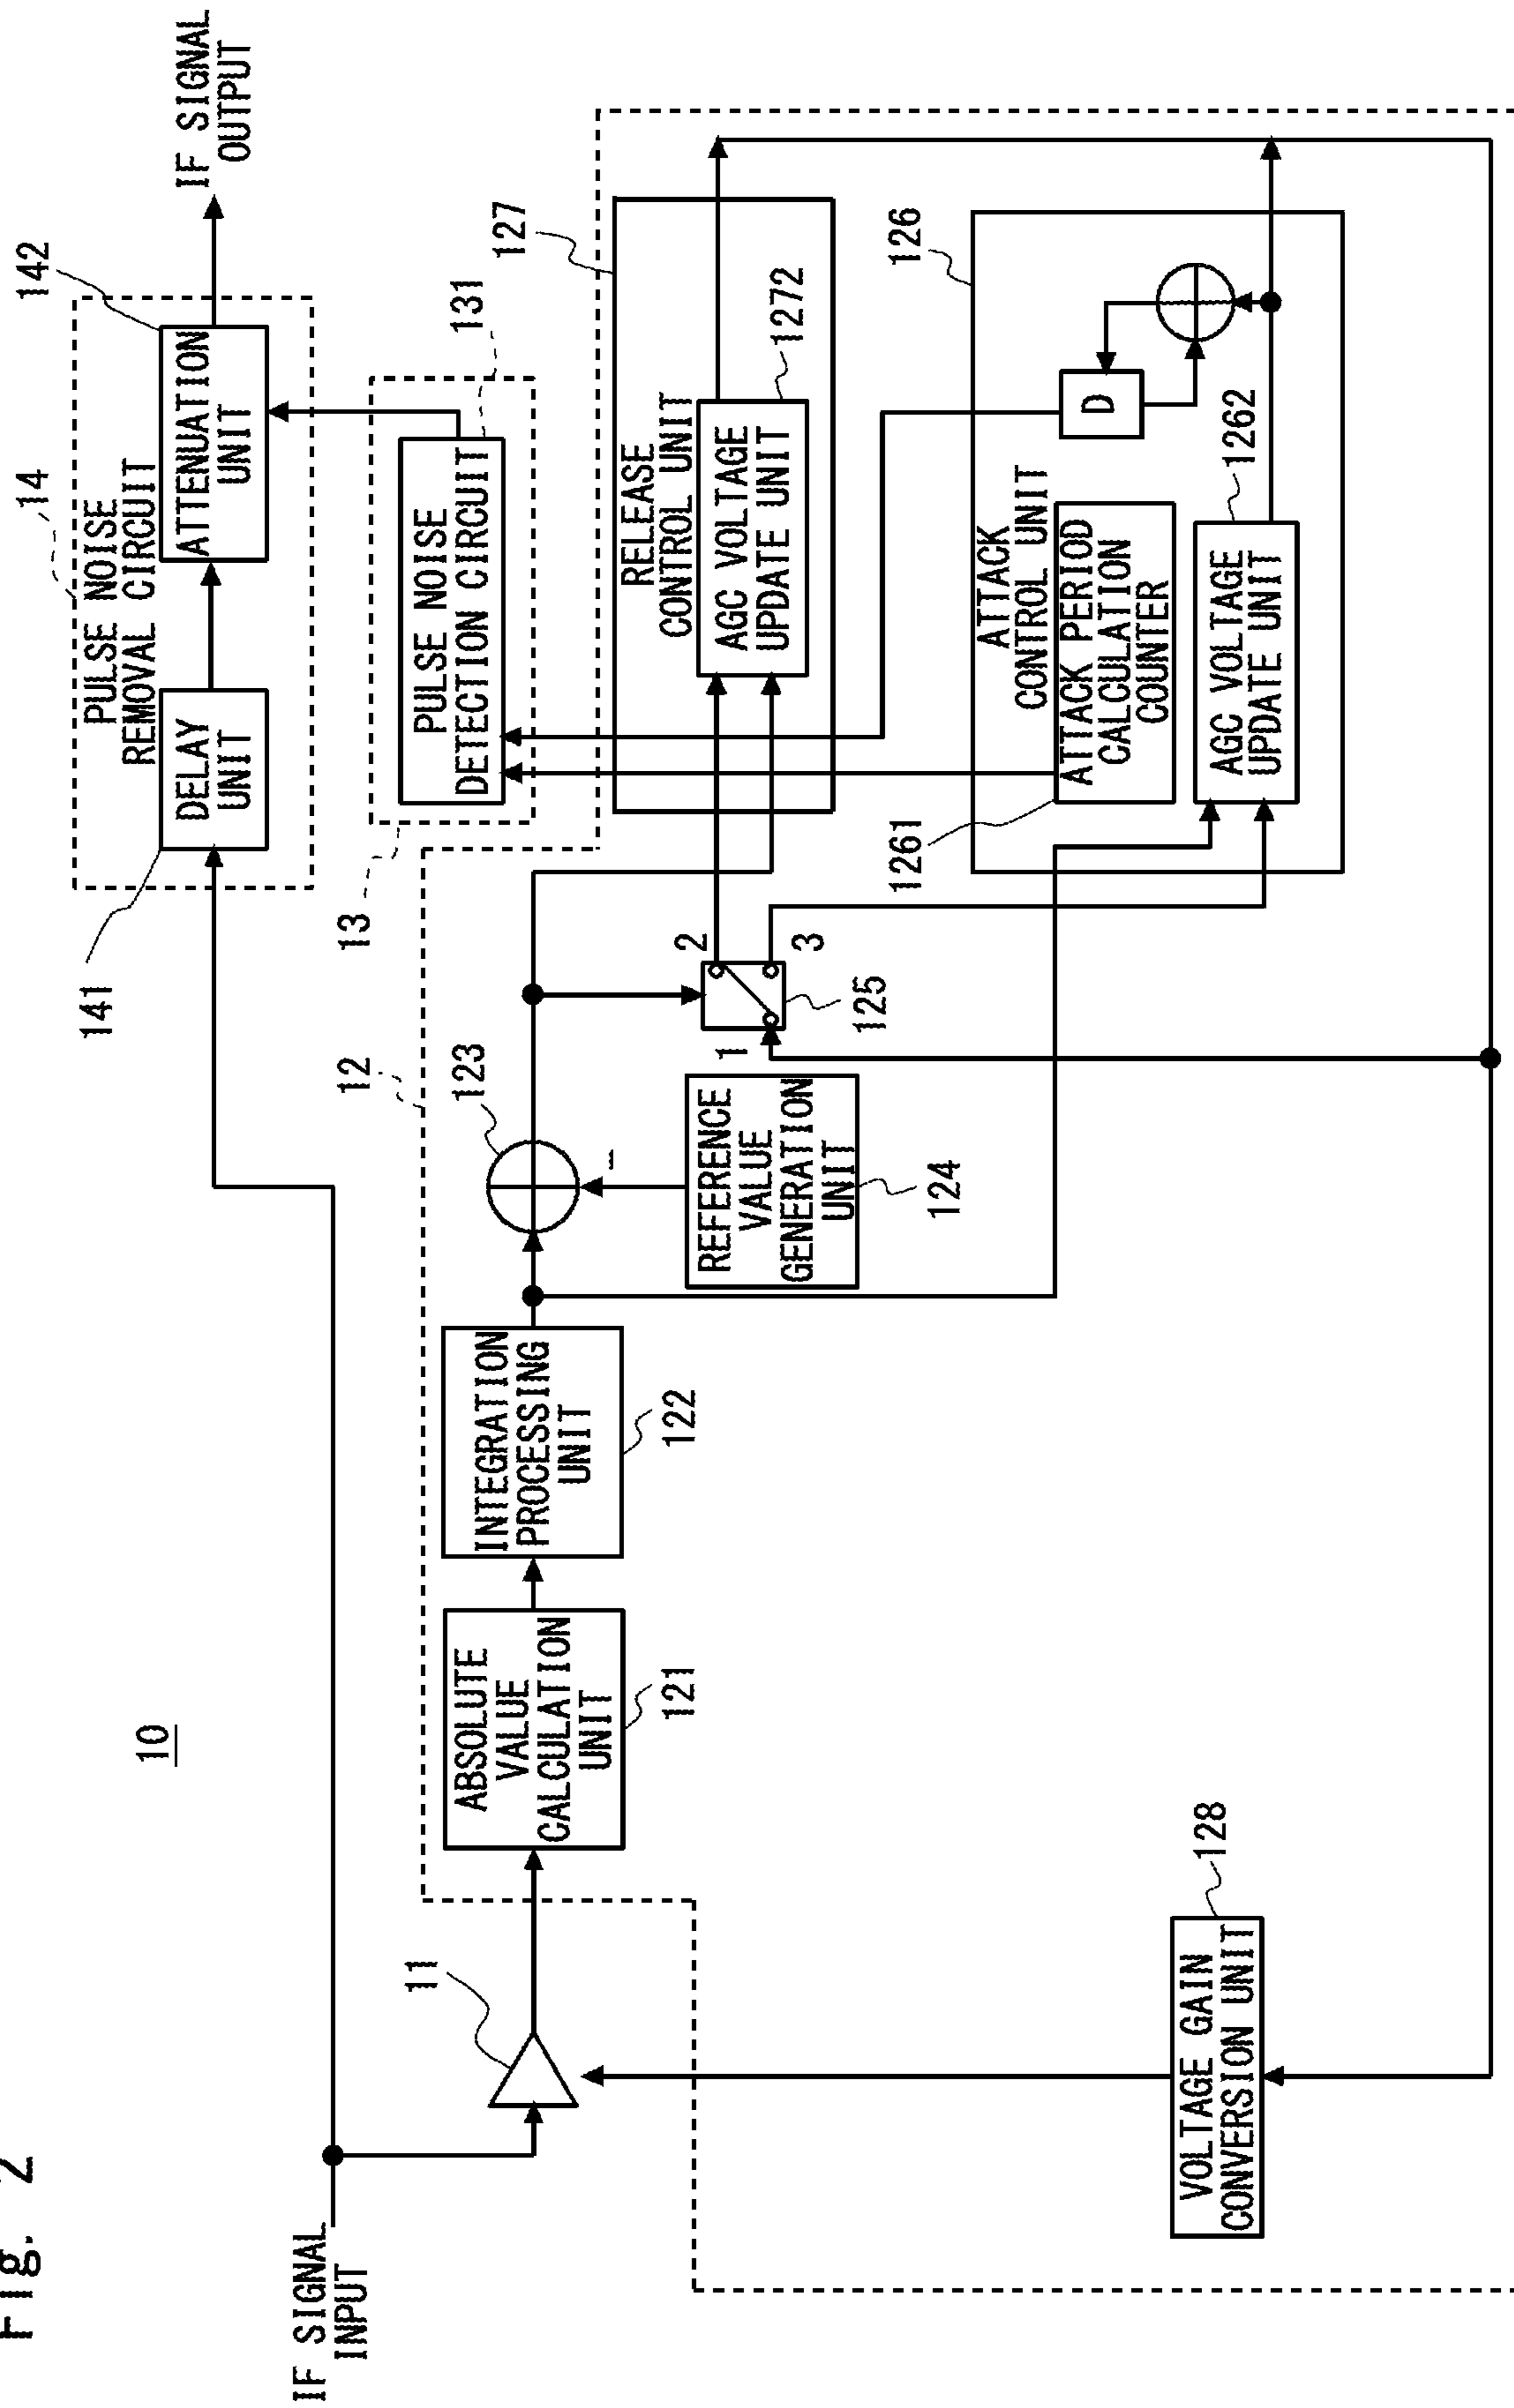 Fig. 2
10
IF SIGNAL
INPUT
11
14
PULSE NOISE
REMOVAL CIRCUIT
141
DELAY
UNIT
142
ATTENUATION
UNIT
IF SIGNAL
OUTPUT
13
131
PULSE NOISE
DETECTION CIRCUIT
12
ABSOLUTE
VALUE
CALCULATION
UNIT
121
INTEGRATION
PROCESSING
UNIT
122
123
–
REFERENCE
VALUE
GENERATION
UNIT
124
1
2
3
125
127
RELEASE
CONTROL UNIT
AGC VOLTAGE
UPDATE UNIT
1272
126
ATTACK
CONTROL UNIT
1261
ATTACK PERIOD
CALCULATION
COUNTER
D
AGC VOLTAGE
UPDATE UNIT
1262
VOLTAGE GAIN
CONVERSION UNIT
128